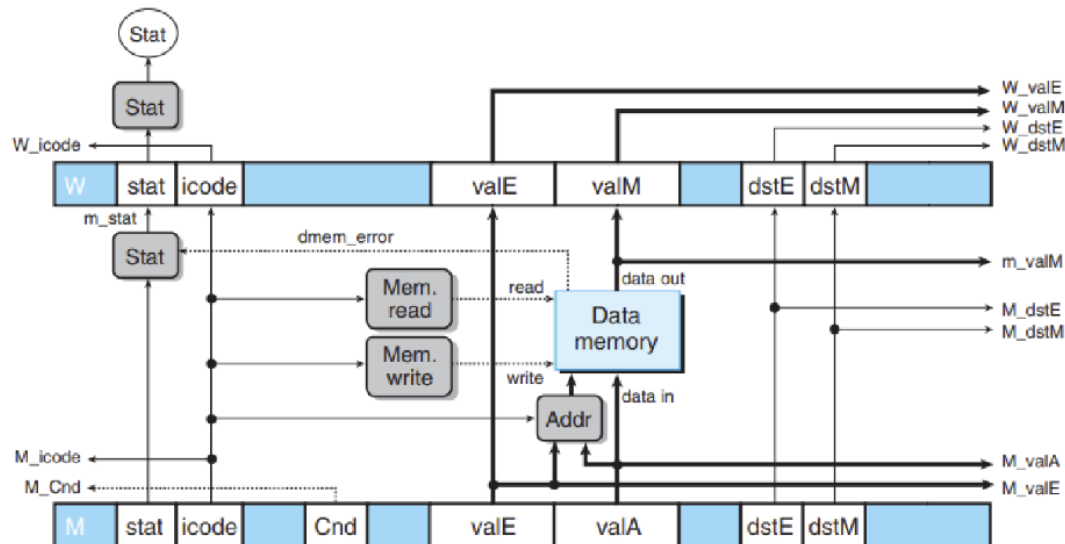 Stat
W_valE
Stat
W_valM
W_dstE
W_icode
W_dstM
W stat icode valE valM dstE dstM
m_stat
dmem_error
Stat
m_valM
data out
Mem. read
read
Data memory
M_dstE
M_dstM
Mem. write
write
data in
Addr
M_icode
M_valA
M_Cnd
M_valE
M stat icode Cnd valE valA dstE dstM